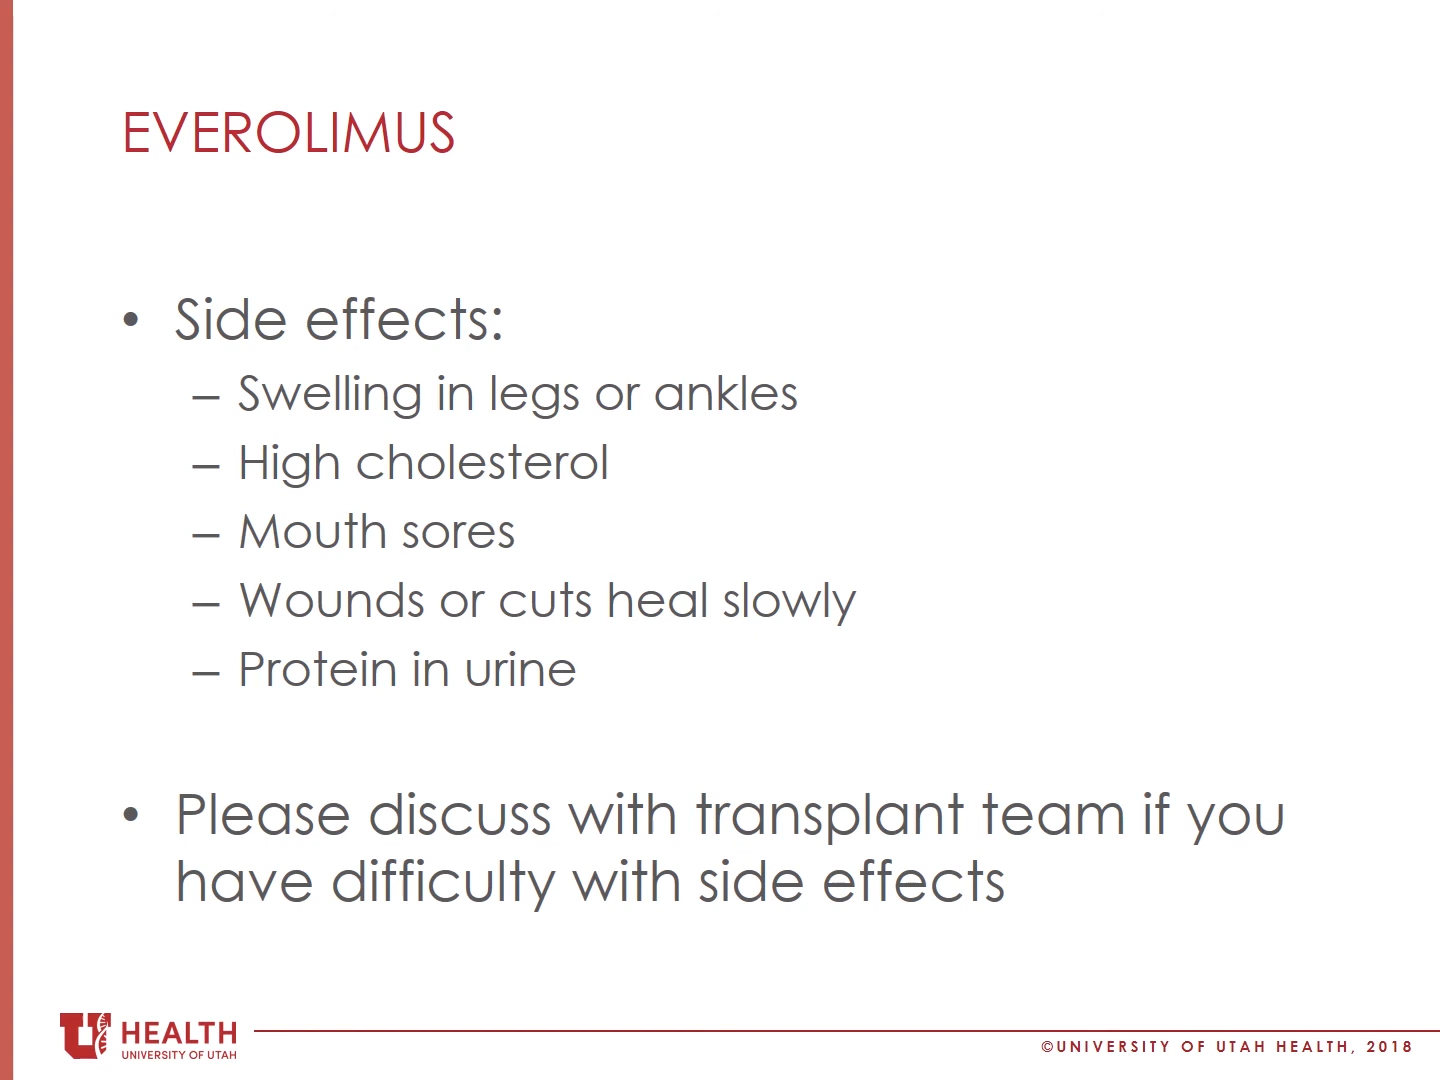 EVEROLIMUS
• Side effects:
– Swelling in legs or ankles
– High cholesterol
– Mouth sores
– Wounds or cuts heal slowly
– Protein in urine
• Please discuss with transplant team if you
have difficulty with side effects
U HEALTH
UNIVERSITY OF UTAH
©UNIVERSITY OF UTAH HEALTH, 2018